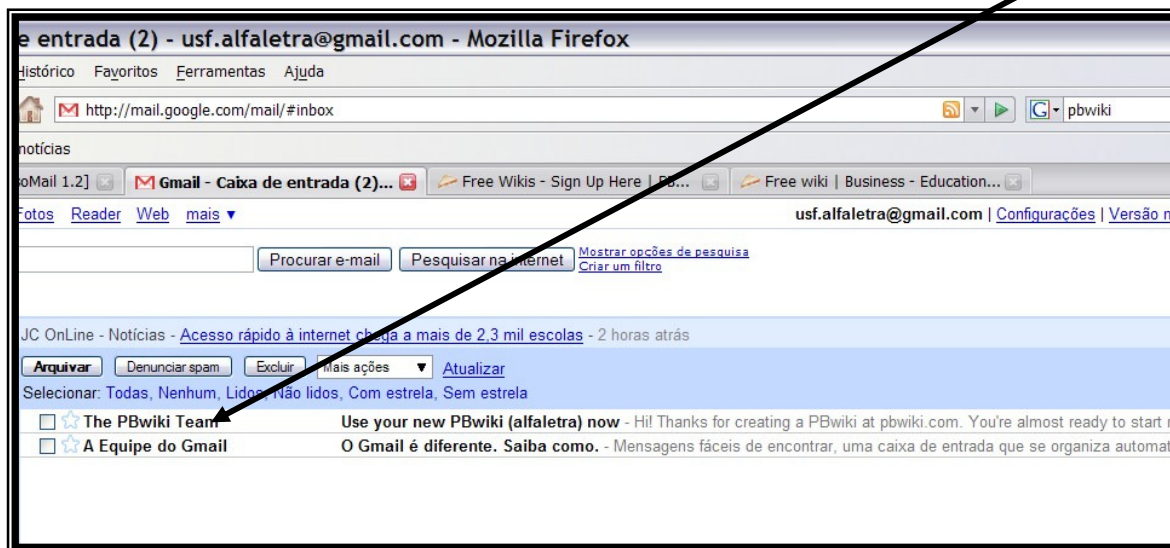 e entrada (2) - usf.alfaletra@gmail.com - Mozilla Firefox
Histórico Favoritos Ferramentas Ajuda
http://mail.google.com/mail/#inbox G pbwiki
notícias
oMail 1.2] Gmail - Caixa de entrada (2)... Free Wikis - Sign Up Here | PB... Free wiki | Business - Education...
Fotos Reader Web mais ▼ usf.alfaletra@gmail.com | Configurações | Versão
Procurar e-mail Pesquisar na internet Mostrar opções de pesquisa
Criar um filtro
JC OnLine - Notícias - Acesso rápido à internet chega a mais de 2,3 mil escolas - 2 horas atrás
Arquivar Denunciar spam Excluir Mais ações ▼ Atualizar
Selecionar: Todas, Nenhum, Lidos, Não lidos, Com estrela, Sem estrela
The PBwiki Team Use your new PBwiki (alfaletra) now - Hi! Thanks for creating a PBwiki at pbwiki.com. You're almost ready to start
A Equipe do Gmail O Gmail é diferente. Saiba como. - Mensagens fáceis de encontrar, uma caixa de entrada que se organiza automat